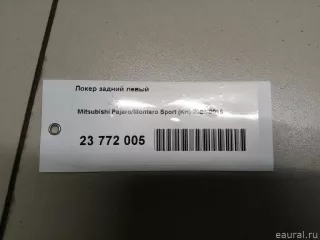 Локер задний левый
Mitsubishi Pajero/Montero Sport (KH)
23 772 005
eaural.ru